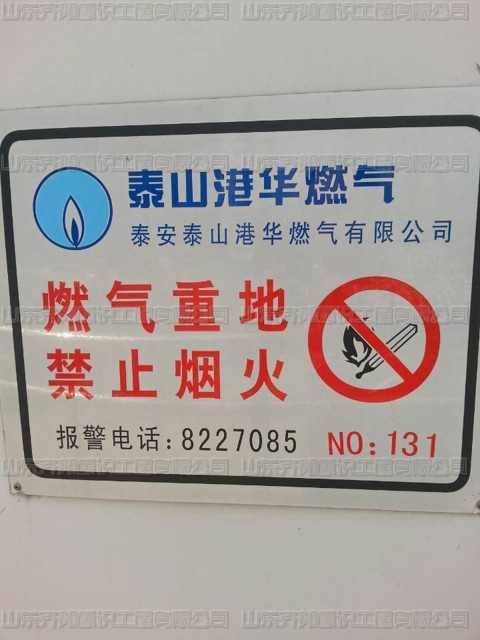 泰山港华燃气
泰安泰山港华燃气有限公司
燃气重地
禁止烟火
报警电话:8227085 NO:131